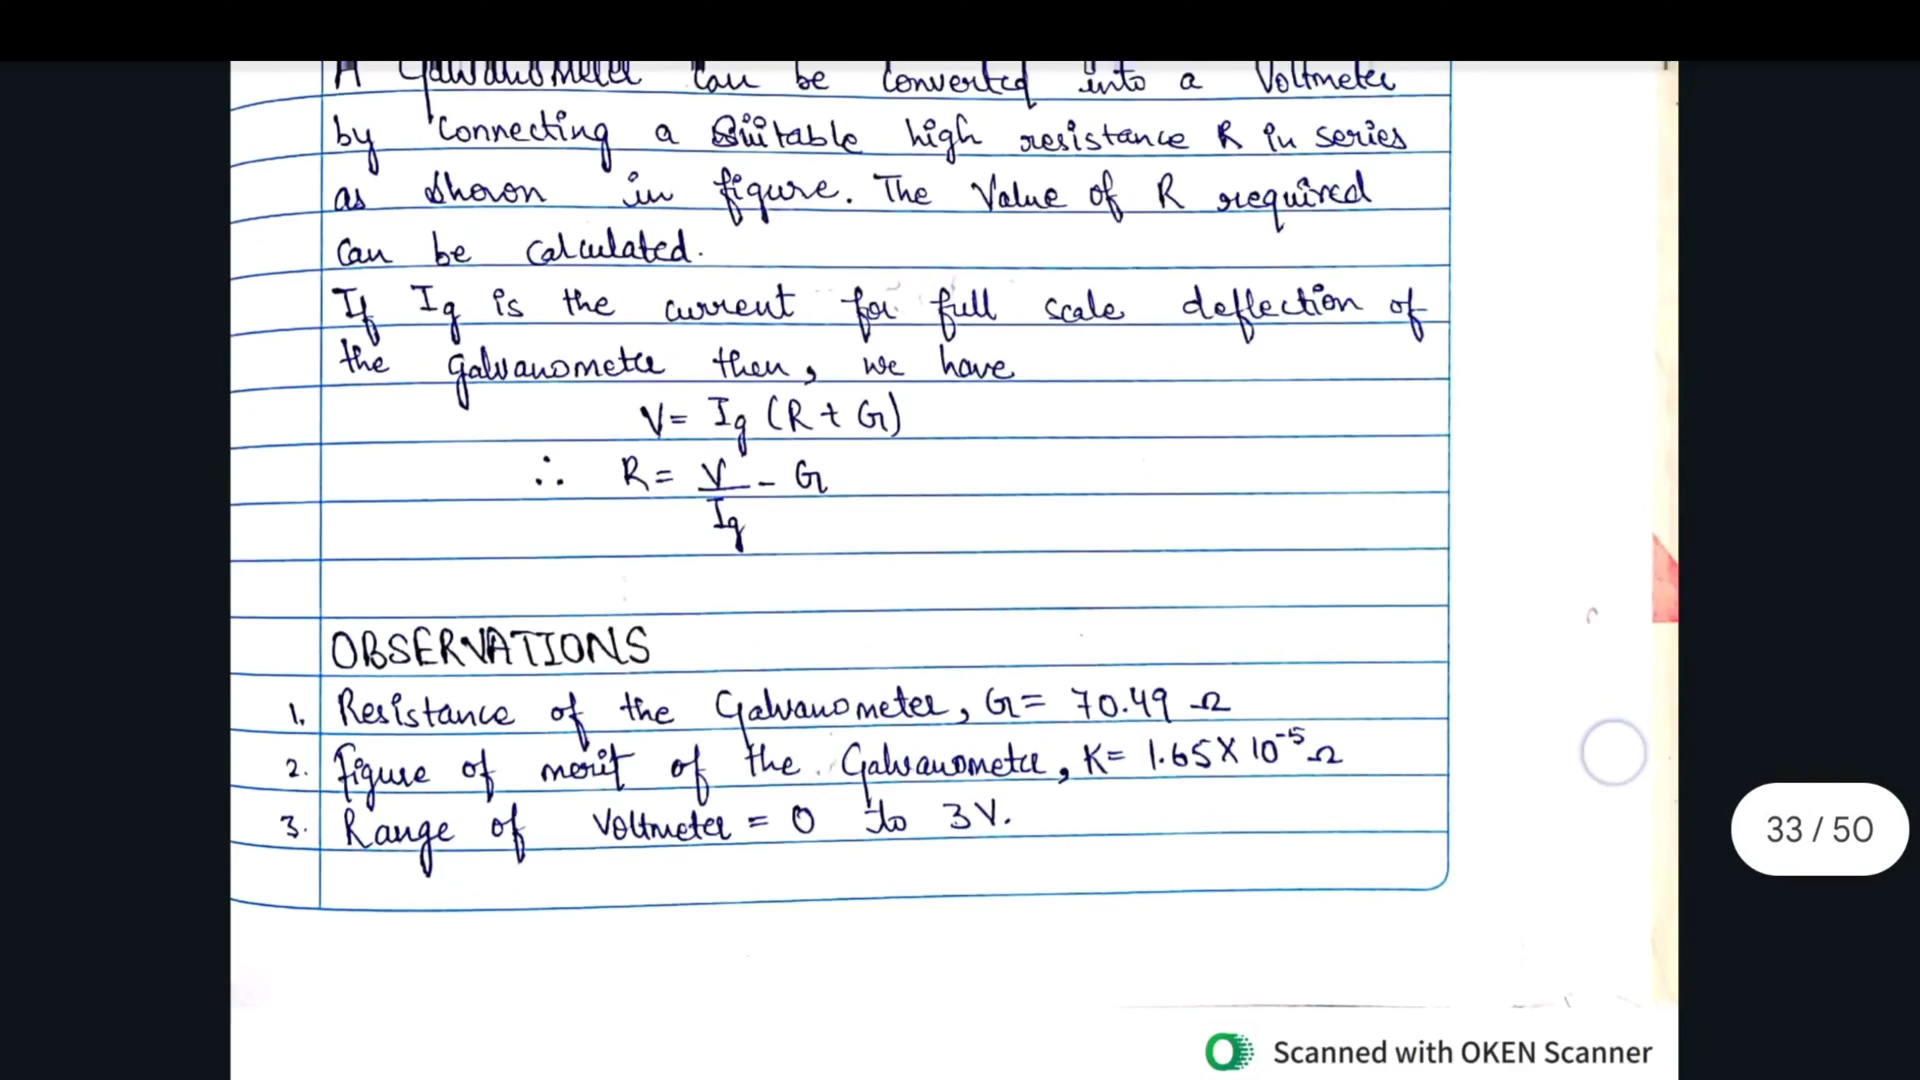 A Galvanometer can be converted into a Voltmeter
by connecting a Suitable high resistance R in series
as shown in figure. The Value of R required
can be calculated.
If Ig is the current for full scale deflection of
the galvanometer then, we have
V= Ig (R + G)
∴ R= V/Ig - G
OBSERVATIONS
1. Resistance of the Galvanometer, G= 70.49 Ω
2. Figure of merit of the Galvanometer, K= 1.65 X 10⁻⁵ Ω
3. Range of Voltmeter = 0 to 3V.
33 / 50
Scanned with OKEN Scanner